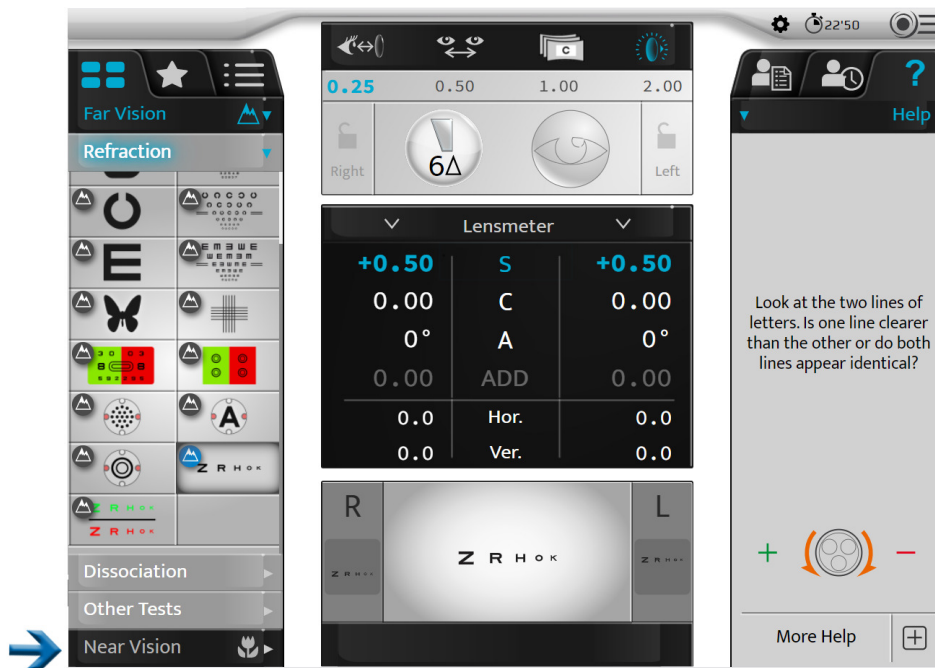 22'50
Far Vision
Refraction
E
E M Ǝ W E
30 03
B 8
A
Z R H O K
Z R H O K
Z R H O K
Dissociation
Other Tests
Near Vision
C
0.25 0.50 1.00 2.00
Right 6Δ Left
Lensmeter
+0.50 S +0.50
0.00 C 0.00
0° A 0°
0.00 ADD 0.00
0.0 Hor. 0.0
0.0 Ver. 0.0
R L
Z R H O K Z R H O K Z R H O K
?
Help
Look at the two lines of
letters. Is one line clearer
than the other or do both
lines appear identical?
+ −
More Help